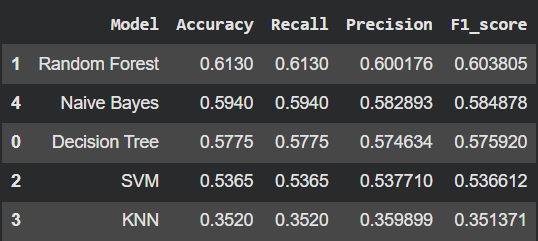 Model Accuracy Recall Precision F1_score
1 Random Forest 0.6130 0.6130 0.600176 0.603805
4 Naive Bayes 0.5940 0.5940 0.582893 0.584878
0 Decision Tree 0.5775 0.5775 0.574634 0.575920
2 SVM 0.5365 0.5365 0.537710 0.536612
3 KNN 0.3520 0.3520 0.359899 0.351371